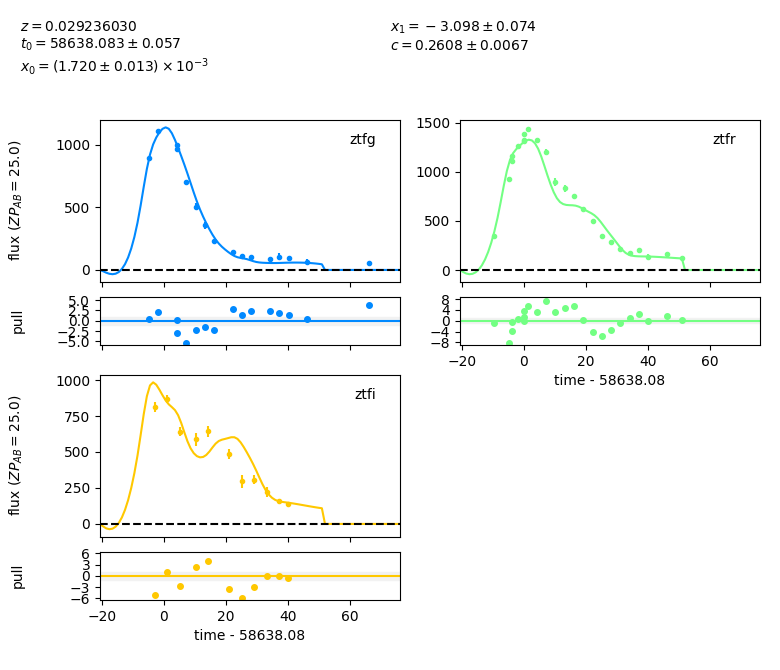 z = 0.029236030
t0 = 58638.083 ± 0.057
x0 = (1.720 ± 0.013) × 10^−3
x1 = −3.098 ± 0.074
c = 0.2608 ± 0.0067
ztfg
1000
500
0
flux (ZP_AB = 25.0)
5.0
2.5
0.0
−2.5
−5.0
pull
ztfr
1500
1000
500
0
8
4
0
−4
−8
−20 0 20 40 60
time - 58638.08
ztfi
1000
750
500
250
0
flux (ZP_AB = 25.0)
6
3
0
−3
−6
pull
−20 0 20 40 60
time - 58638.08